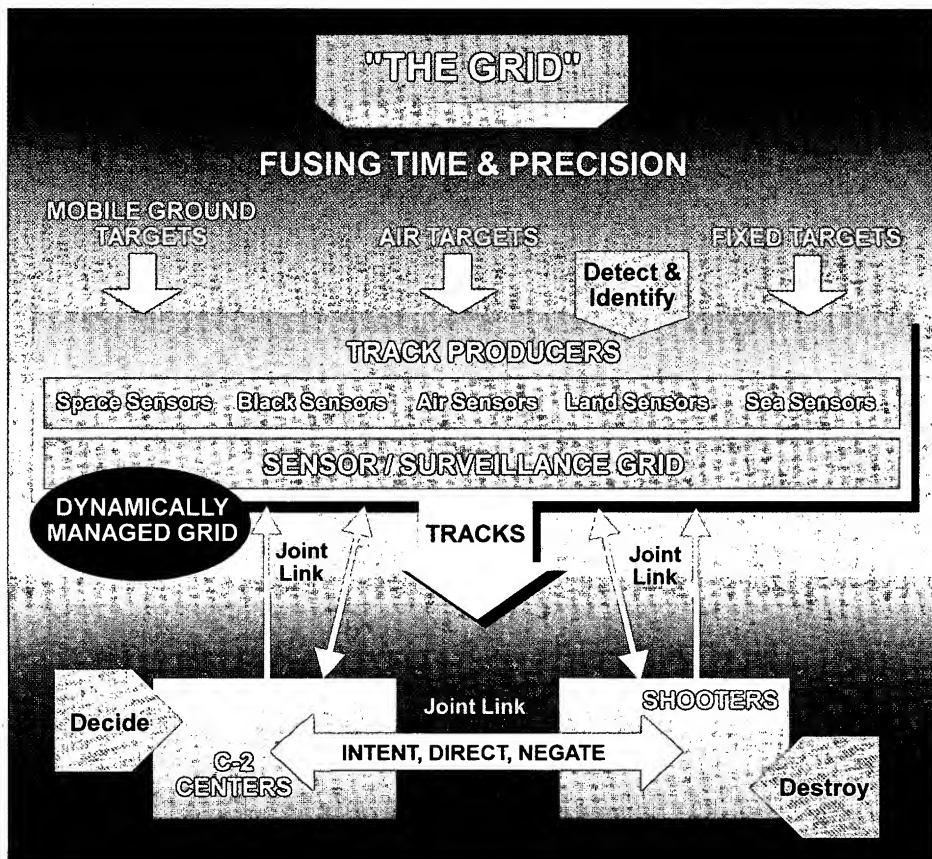 "THE GRID"
FUSING TIME & PRECISION
MOBILE GROUND
TARGETS
AIR TARGETS
FIXED TARGETS
Detect &
Identify
TRACK PRODUCERS
Space Sensors Black Sensors Air Sensors Land Sensors Sea Sensors
SENSOR / SURVEILLANCE GRID
DYNAMICALLY
MANAGED GRID
Joint
Link
TRACKS
Joint
Link
Decide
C-2
CENTERS
Joint Link
INTENT, DIRECT, NEGATE
SHOOTERS
Destroy